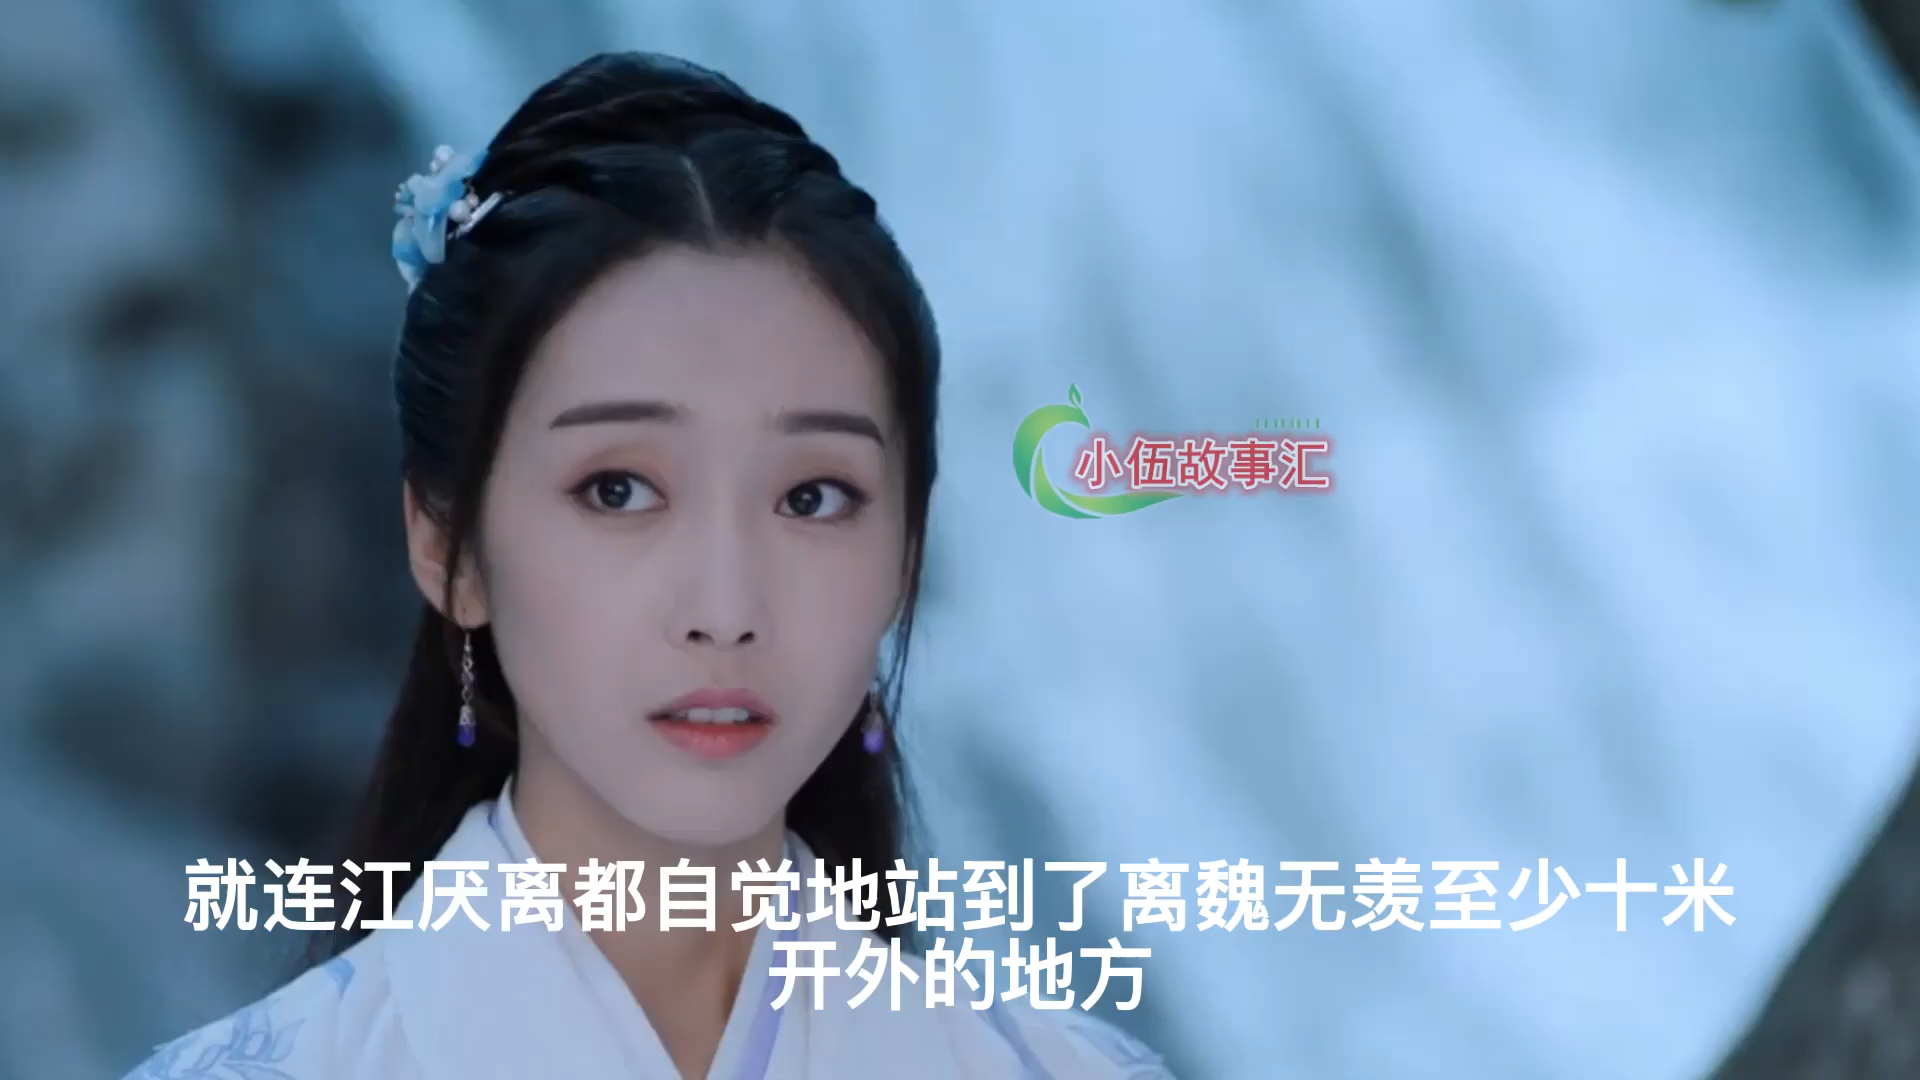 小伍故事汇
就连江厌离都自觉地站到了离魏无羡至少十米
开外的地方